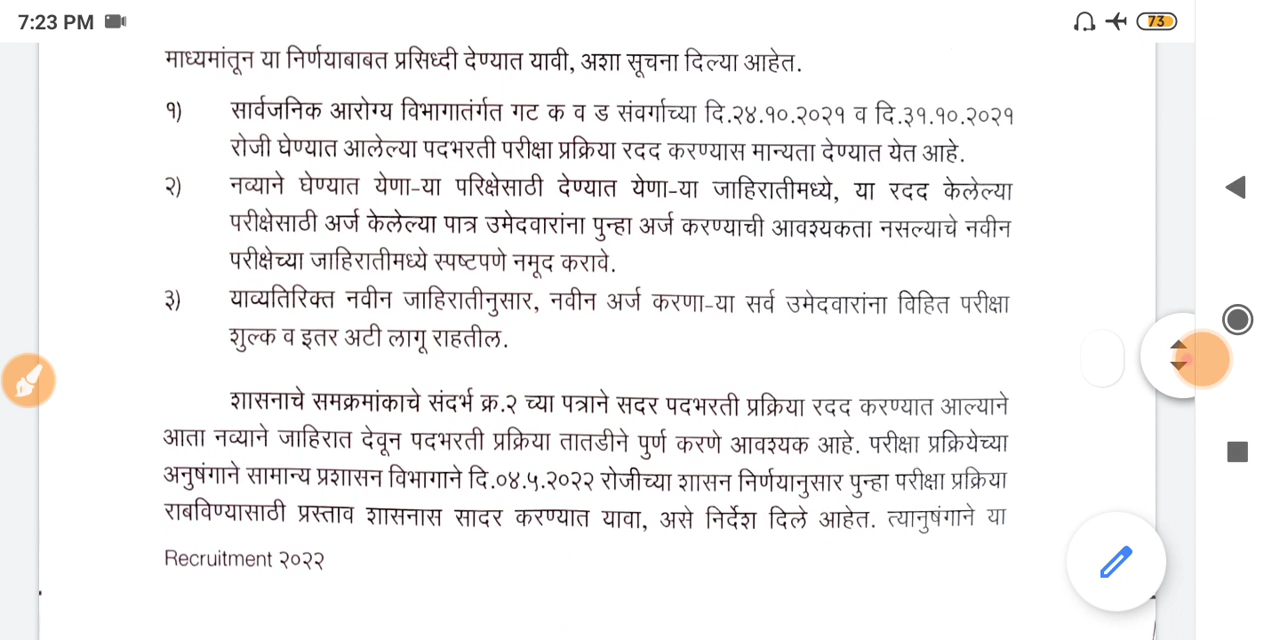 7:23 PM
73
माध्यमांतून या निर्णयाबाबत प्रसिध्दी देण्यात यावी, अशा सूचना दिल्या आहेत.
१) सार्वजनिक आरोग्य विभागातंर्गत गट क व ड संवर्गाच्या दि.२४.१०.२०२१ व दि.३१.१०.२०२१
रोजी घेण्यात आलेल्या पदभरती परीक्षा प्रक्रिया रदद करण्यास मान्यता देण्यात येत आहे.
२) नव्याने घेण्यात येणा-या परिक्षेसाठी देण्यात येणा-या जाहिरातीमध्ये, या रदद केलेल्या
परीक्षेसाठी अर्ज केलेल्या पात्र उमेदवारांना पुन्हा अर्ज करण्याची आवश्यकता नसल्याचे नवीन
परीक्षेच्या जाहिरातीमध्ये स्पष्टपणे नमूद करावे.
३) याव्यतिरिक्त नवीन जाहिरातीनुसार, नवीन अर्ज करणा-या सर्व उमेदवारांना विहित परीक्षा
शुल्क व इतर अटी लागू राहतील.
शासनाचे समक्रमांकाचे संदर्भ क्र.२ च्या पत्राने सदर पदभरती प्रक्रिया रदद करण्यात आल्याने
आता नव्याने जाहिरात देवून पदभरती प्रक्रिया तातडीने पुर्ण करणे आवश्यक आहे. परीक्षा प्रक्रियेच्या
अनुषंगाने सामान्य प्रशासन विभागाने दि.०४.५.२०२२ रोजीच्या शासन निर्णयानुसार पुन्हा परीक्षा प्रक्रिया
राबविण्यासाठी प्रस्ताव शासनास सादर करण्यात यावा, असे निर्देश दिले आहेत. त्यानुषंगाने या
Recruitment २०२२